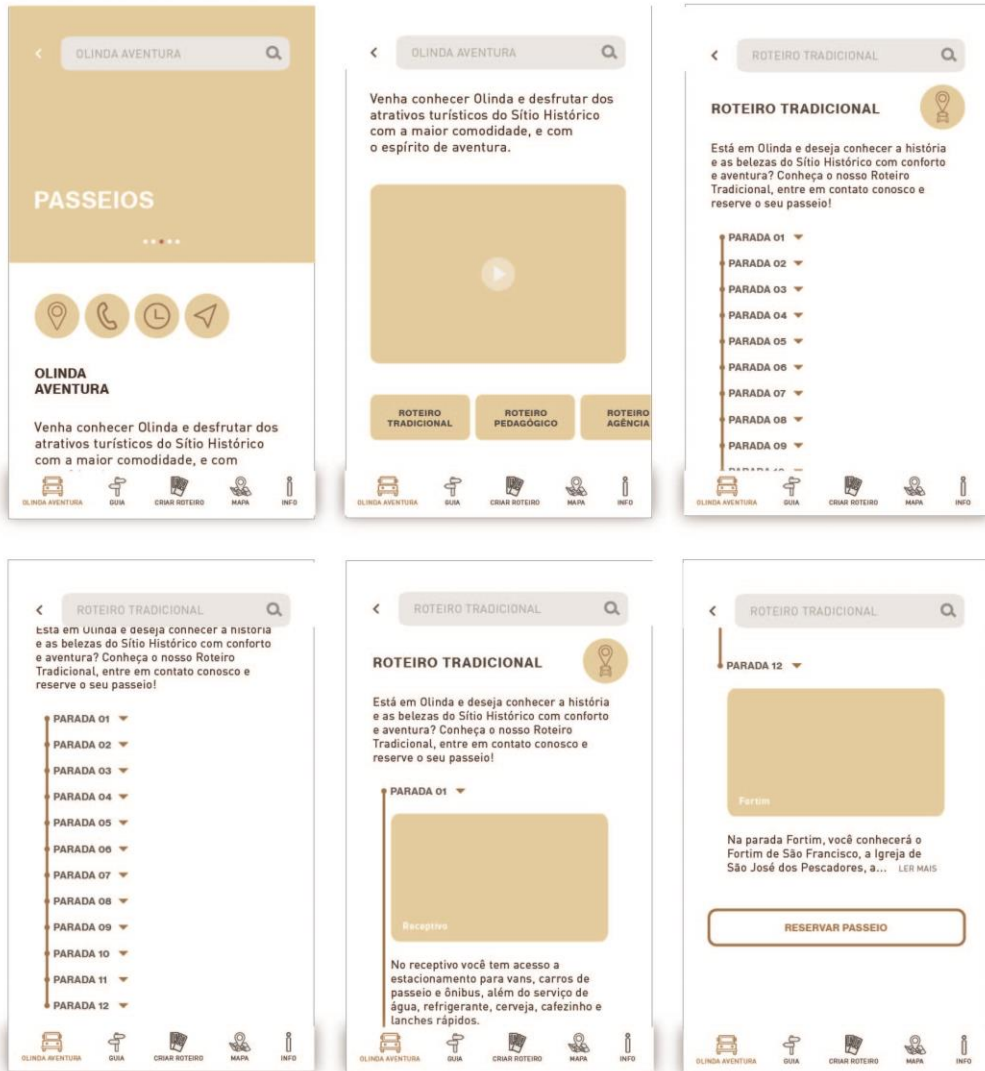 OLINDA AVENTURA
PASSEIOS
OLINDA
AVENTURA
Venha conhecer Olinda e desfrutar dos
atrativos turísticos do Sítio Histórico
com a maior comodidade, e com
OLINDA AVENTURA
GUIA
CRIAR ROTEIRO
MAPA
INFO
OLINDA AVENTURA
Venha conhecer Olinda e desfrutar dos
atrativos turísticos do Sítio Histórico
com a maior comodidade, e com
o espírito de aventura.
ROTEIRO
TRADICIONAL
ROTEIRO
PEDAGÓGICO
ROTEIRO
AGÊNCIA
OLINDA AVENTURA
GUIA
CRIAR ROTEIRO
MAPA
INFO
ROTEIRO TRADICIONAL
ROTEIRO TRADICIONAL
Está em Olinda e deseja conhecer a história
e as belezas do Sítio Histórico com conforto
e aventura? Conheça o nosso Roteiro
Tradicional, entre em contato conosco e
reserve o seu passeio!
PARADA 01
PARADA 02
PARADA 03
PARADA 04
PARADA 05
PARADA 06
PARADA 07
PARADA 08
PARADA 09
PARADA 10
OLINDA AVENTURA
GUIA
CRIAR ROTEIRO
MAPA
INFO
ROTEIRO TRADICIONAL
Está em Olinda e deseja conhecer a história
e as belezas do Sítio Histórico com conforto
e aventura? Conheça o nosso Roteiro
Tradicional, entre em contato conosco e
reserve o seu passeio!
PARADA 01
PARADA 02
PARADA 03
PARADA 04
PARADA 05
PARADA 06
PARADA 07
PARADA 08
PARADA 09
PARADA 10
PARADA 11
PARADA 12
OLINDA AVENTURA
GUIA
CRIAR ROTEIRO
MAPA
INFO
ROTEIRO TRADICIONAL
ROTEIRO TRADICIONAL
Está em Olinda e deseja conhecer a história
e as belezas do Sítio Histórico com conforto
e aventura? Conheça o nosso Roteiro
Tradicional, entre em contato conosco e
reserve o seu passeio!
PARADA 01
Receptivo
No receptivo você tem acesso a
estacionamento para vans, carros de
passeio e ônibus, além do serviço de
água, refrigerante, cerveja, cafezinho e
lanches rápidos.
OLINDA AVENTURA
GUIA
CRIAR ROTEIRO
MAPA
INFO
ROTEIRO TRADICIONAL
PARADA 12
Fortim
Na parada Fortim, você conhecerá o
Fortim de São Francisco, a Igreja de
São José dos Pescadores, a... LER MAIS
RESERVAR PASSEIO
OLINDA AVENTURA
GUIA
CRIAR ROTEIRO
MAPA
INFO